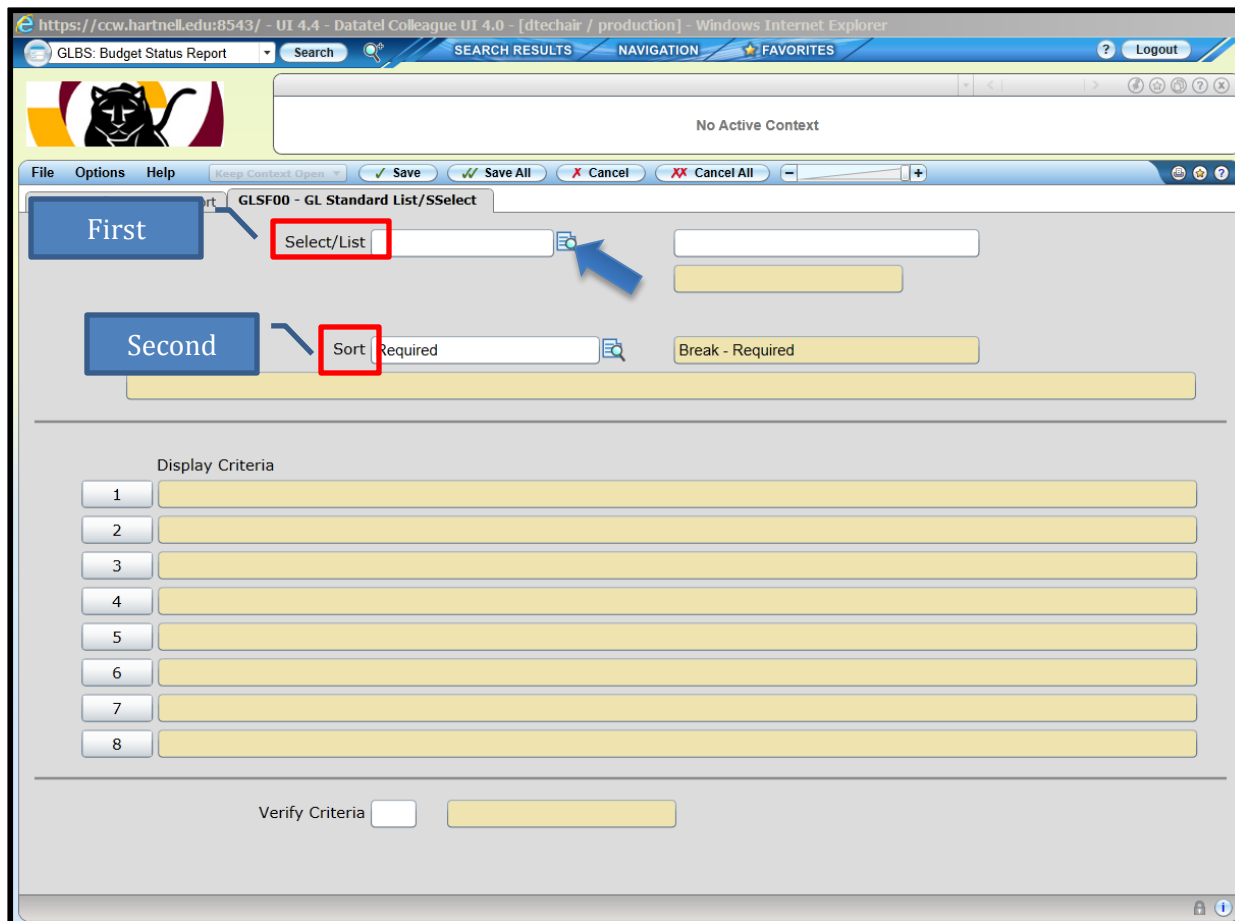 https://ccw.hartnell.edu:8543/ - UI 4.4 - Datatel Colleague UI 4.0 - [dtechair / production] - Windows Internet Explorer
GLBS: Budget Status Report Search SEARCH RESULTS NAVIGATION FAVORITES ? Logout
No Active Context
File Options Help Keep Context Open Save Save All Cancel Cancel All
rt GLSF00 - GL Standard List/SSelect
First
Select/List
Second
Sort Required Break - Required
Display Criteria
1
2
3
4
5
6
7
8
Verify Criteria